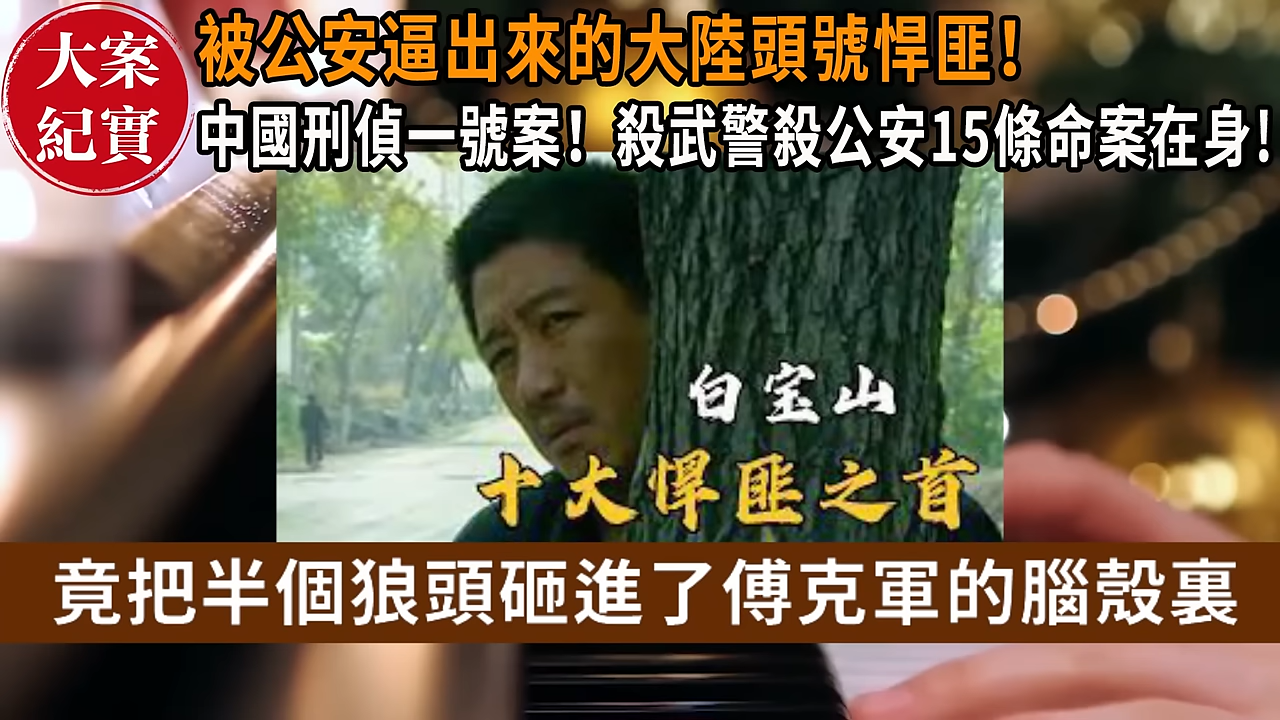 大案
紀實
被公安逼出來的大陸頭號悍匪！
中國刑偵一號案！殺武警殺公安15條命案在身！
白宝山
十大悍匪之首
竟把半個狼頭砸進了傅克軍的腦殼裏